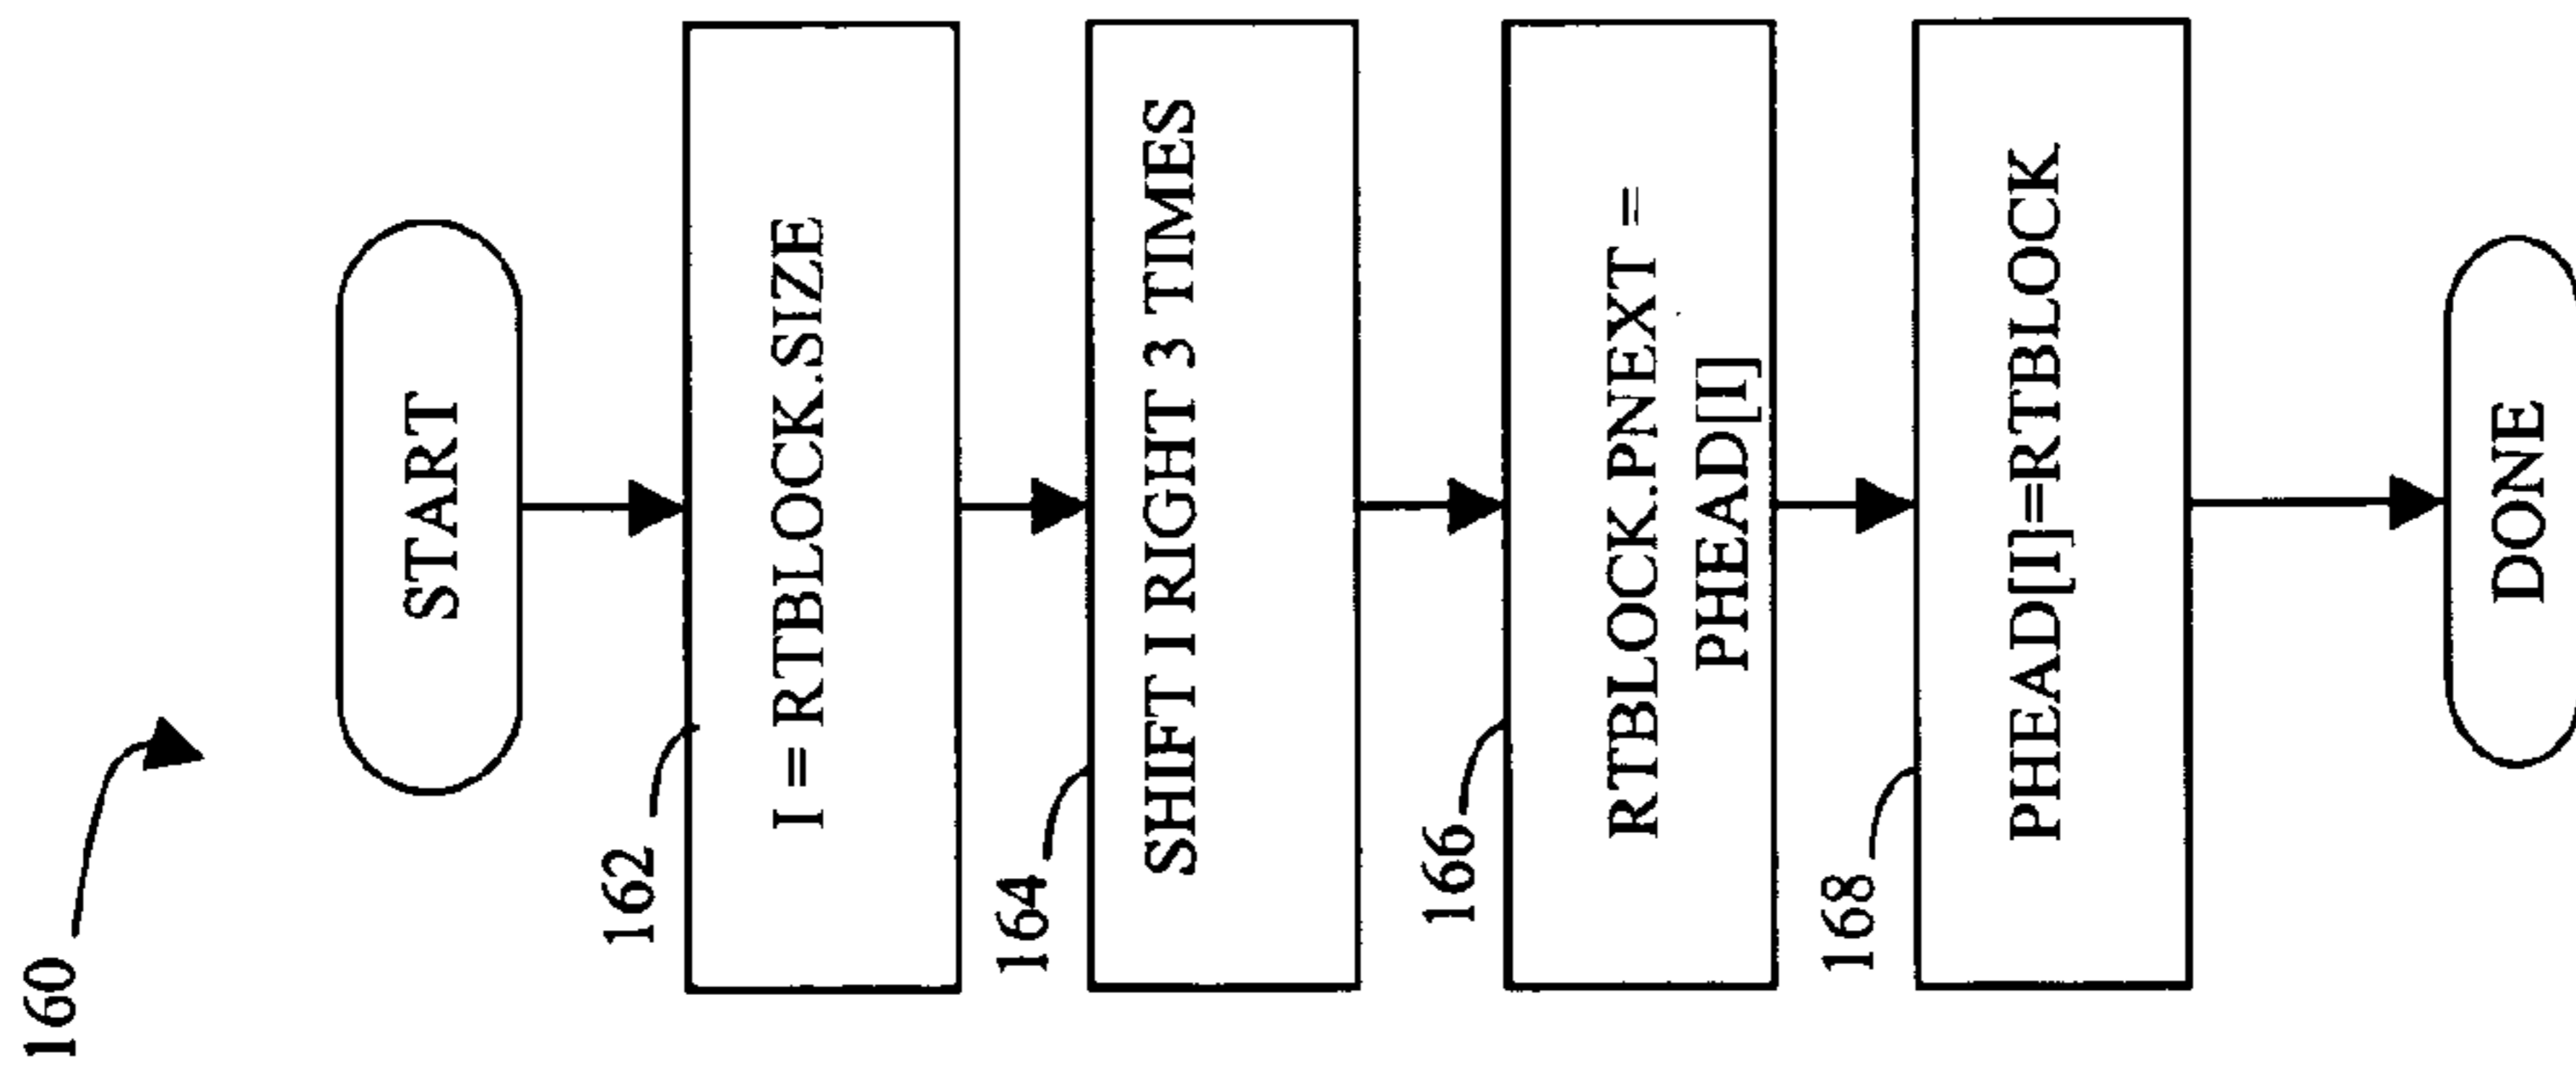 160
START
162
I = RTBLOCK.SIZE
164
SHIFT I RIGHT 3 TIMES
166
RTBLOCK.PNEXT =
PHEAD[I]
168
PHEAD[I]=RTBLOCK
DONE